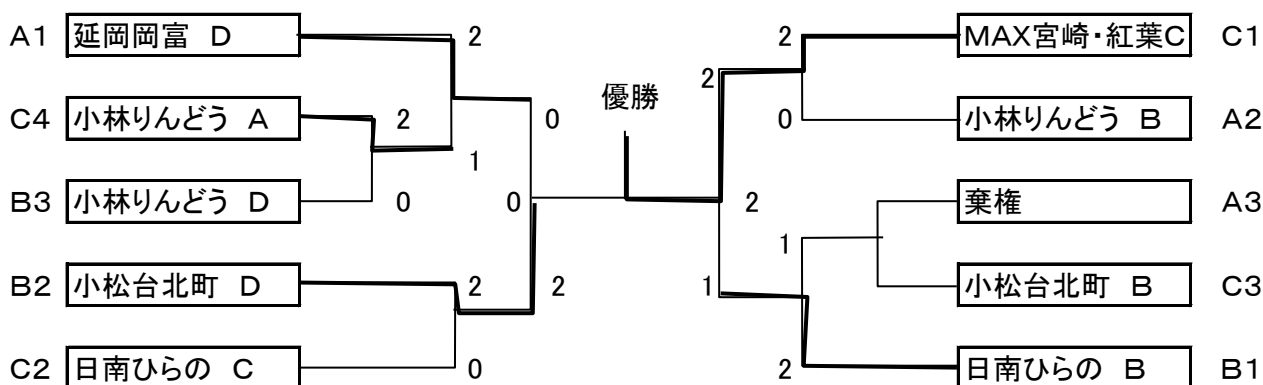 A1 延岡岡富 D 2 2 MAX宮崎・紅葉C C1
2
優勝
C4 小林りんどう A 2 0 0 小林りんどう B A2
1
B3 小林りんどう D 0 0 2 棄権 A3
1
B2 小松台北町 D 2 2 1 小松台北町 B C3
C2 日南ひらの C 0 2 日南ひらの B B1